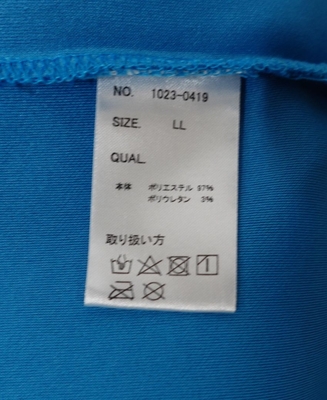 NO. 1023-0419
SIZE. LL
QUAL.
本体 ポリエステル 97%
ポリウレタン 3%
取り扱い方